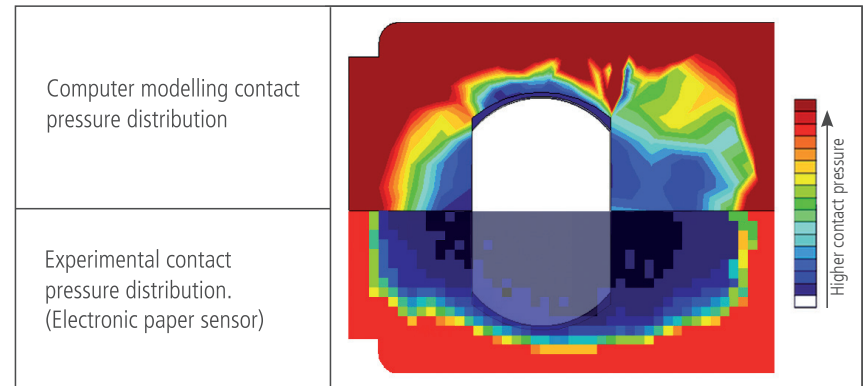 Computer modelling contact
pressure distribution
Experimental contact
pressure distribution.
(Electronic paper sensor)
Higher contact pressure